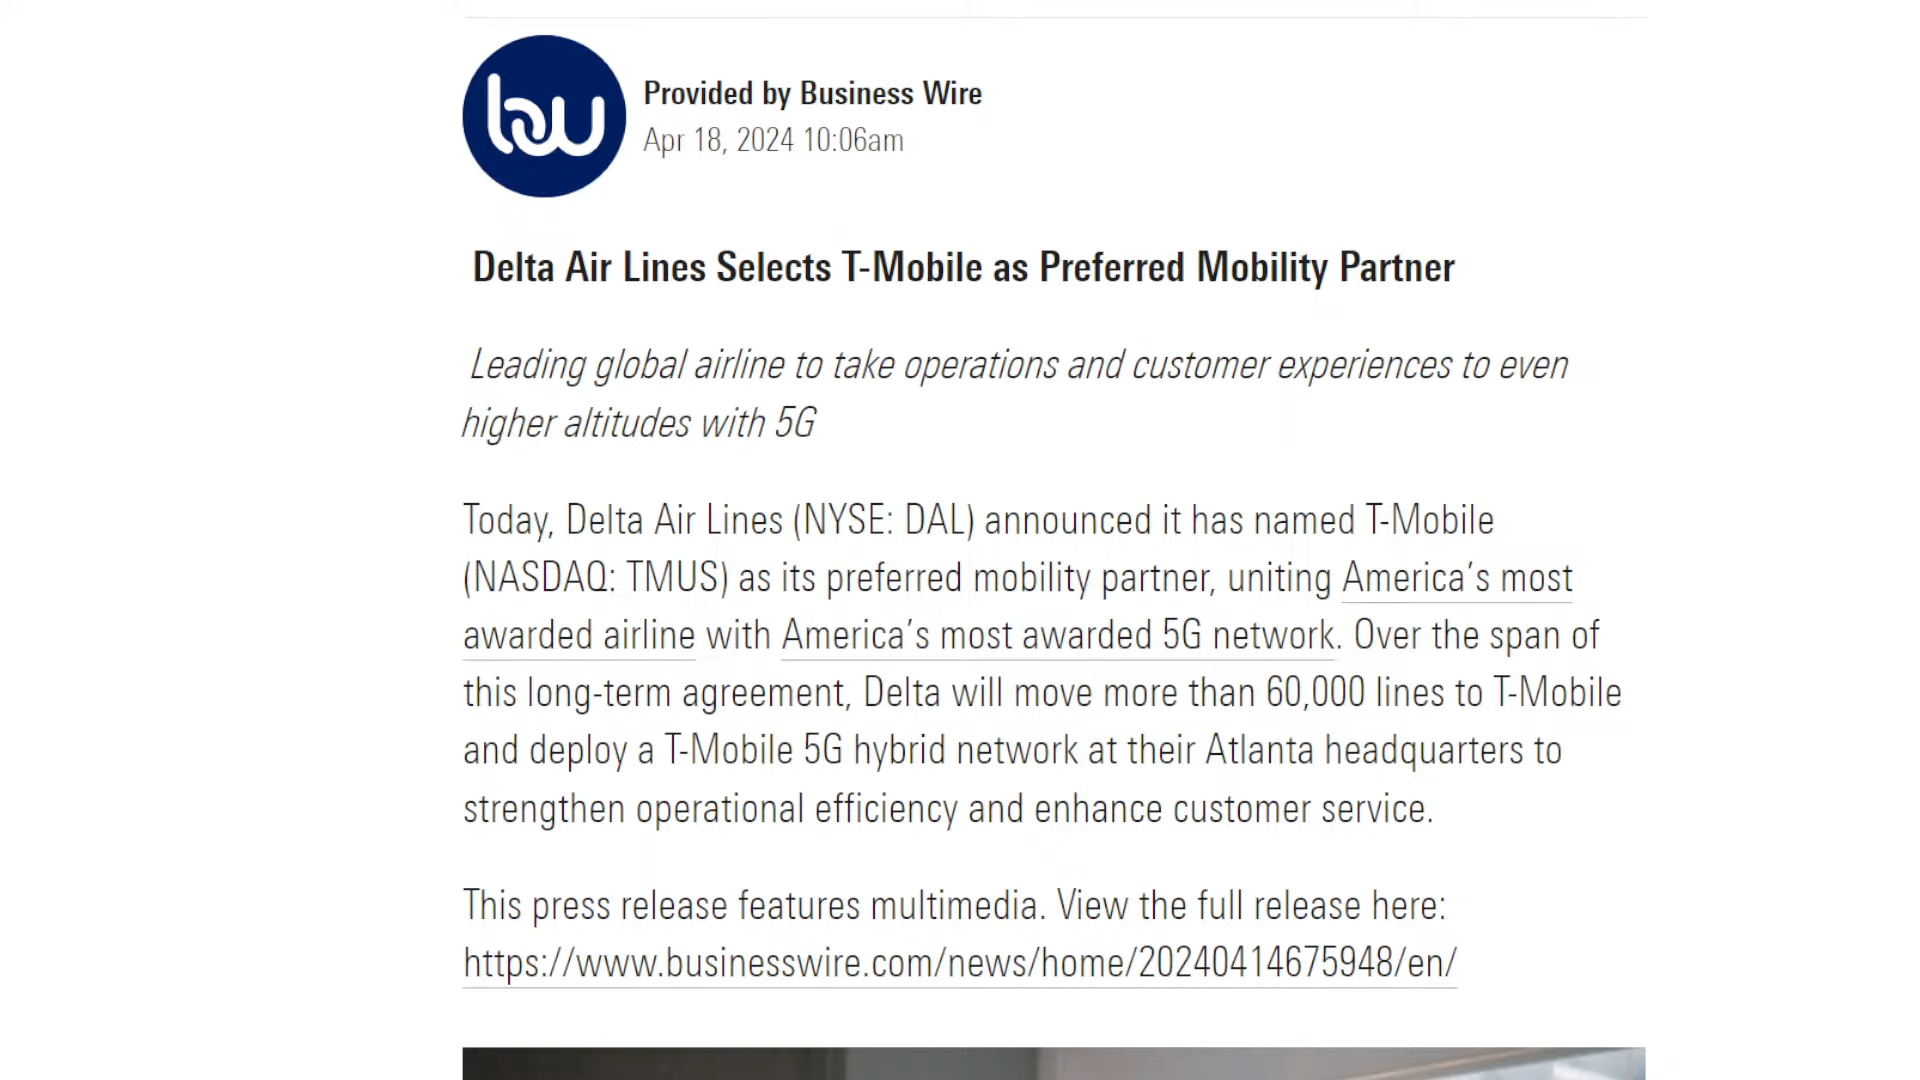 bw
Provided by Business Wire
Apr 18, 2024 10:06am
Delta Air Lines Selects T-Mobile as Preferred Mobility Partner
Leading global airline to take operations and customer experiences to even
higher altitudes with 5G
Today, Delta Air Lines (NYSE: DAL) announced it has named T-Mobile
(NASDAQ: TMUS) as its preferred mobility partner, uniting America’s most
awarded airline with America’s most awarded 5G network. Over the span of
this long-term agreement, Delta will move more than 60,000 lines to T-Mobile
and deploy a T-Mobile 5G hybrid network at their Atlanta headquarters to
strengthen operational efficiency and enhance customer service.
This press release features multimedia. View the full release here:
https://www.businesswire.com/news/home/20240414675948/en/